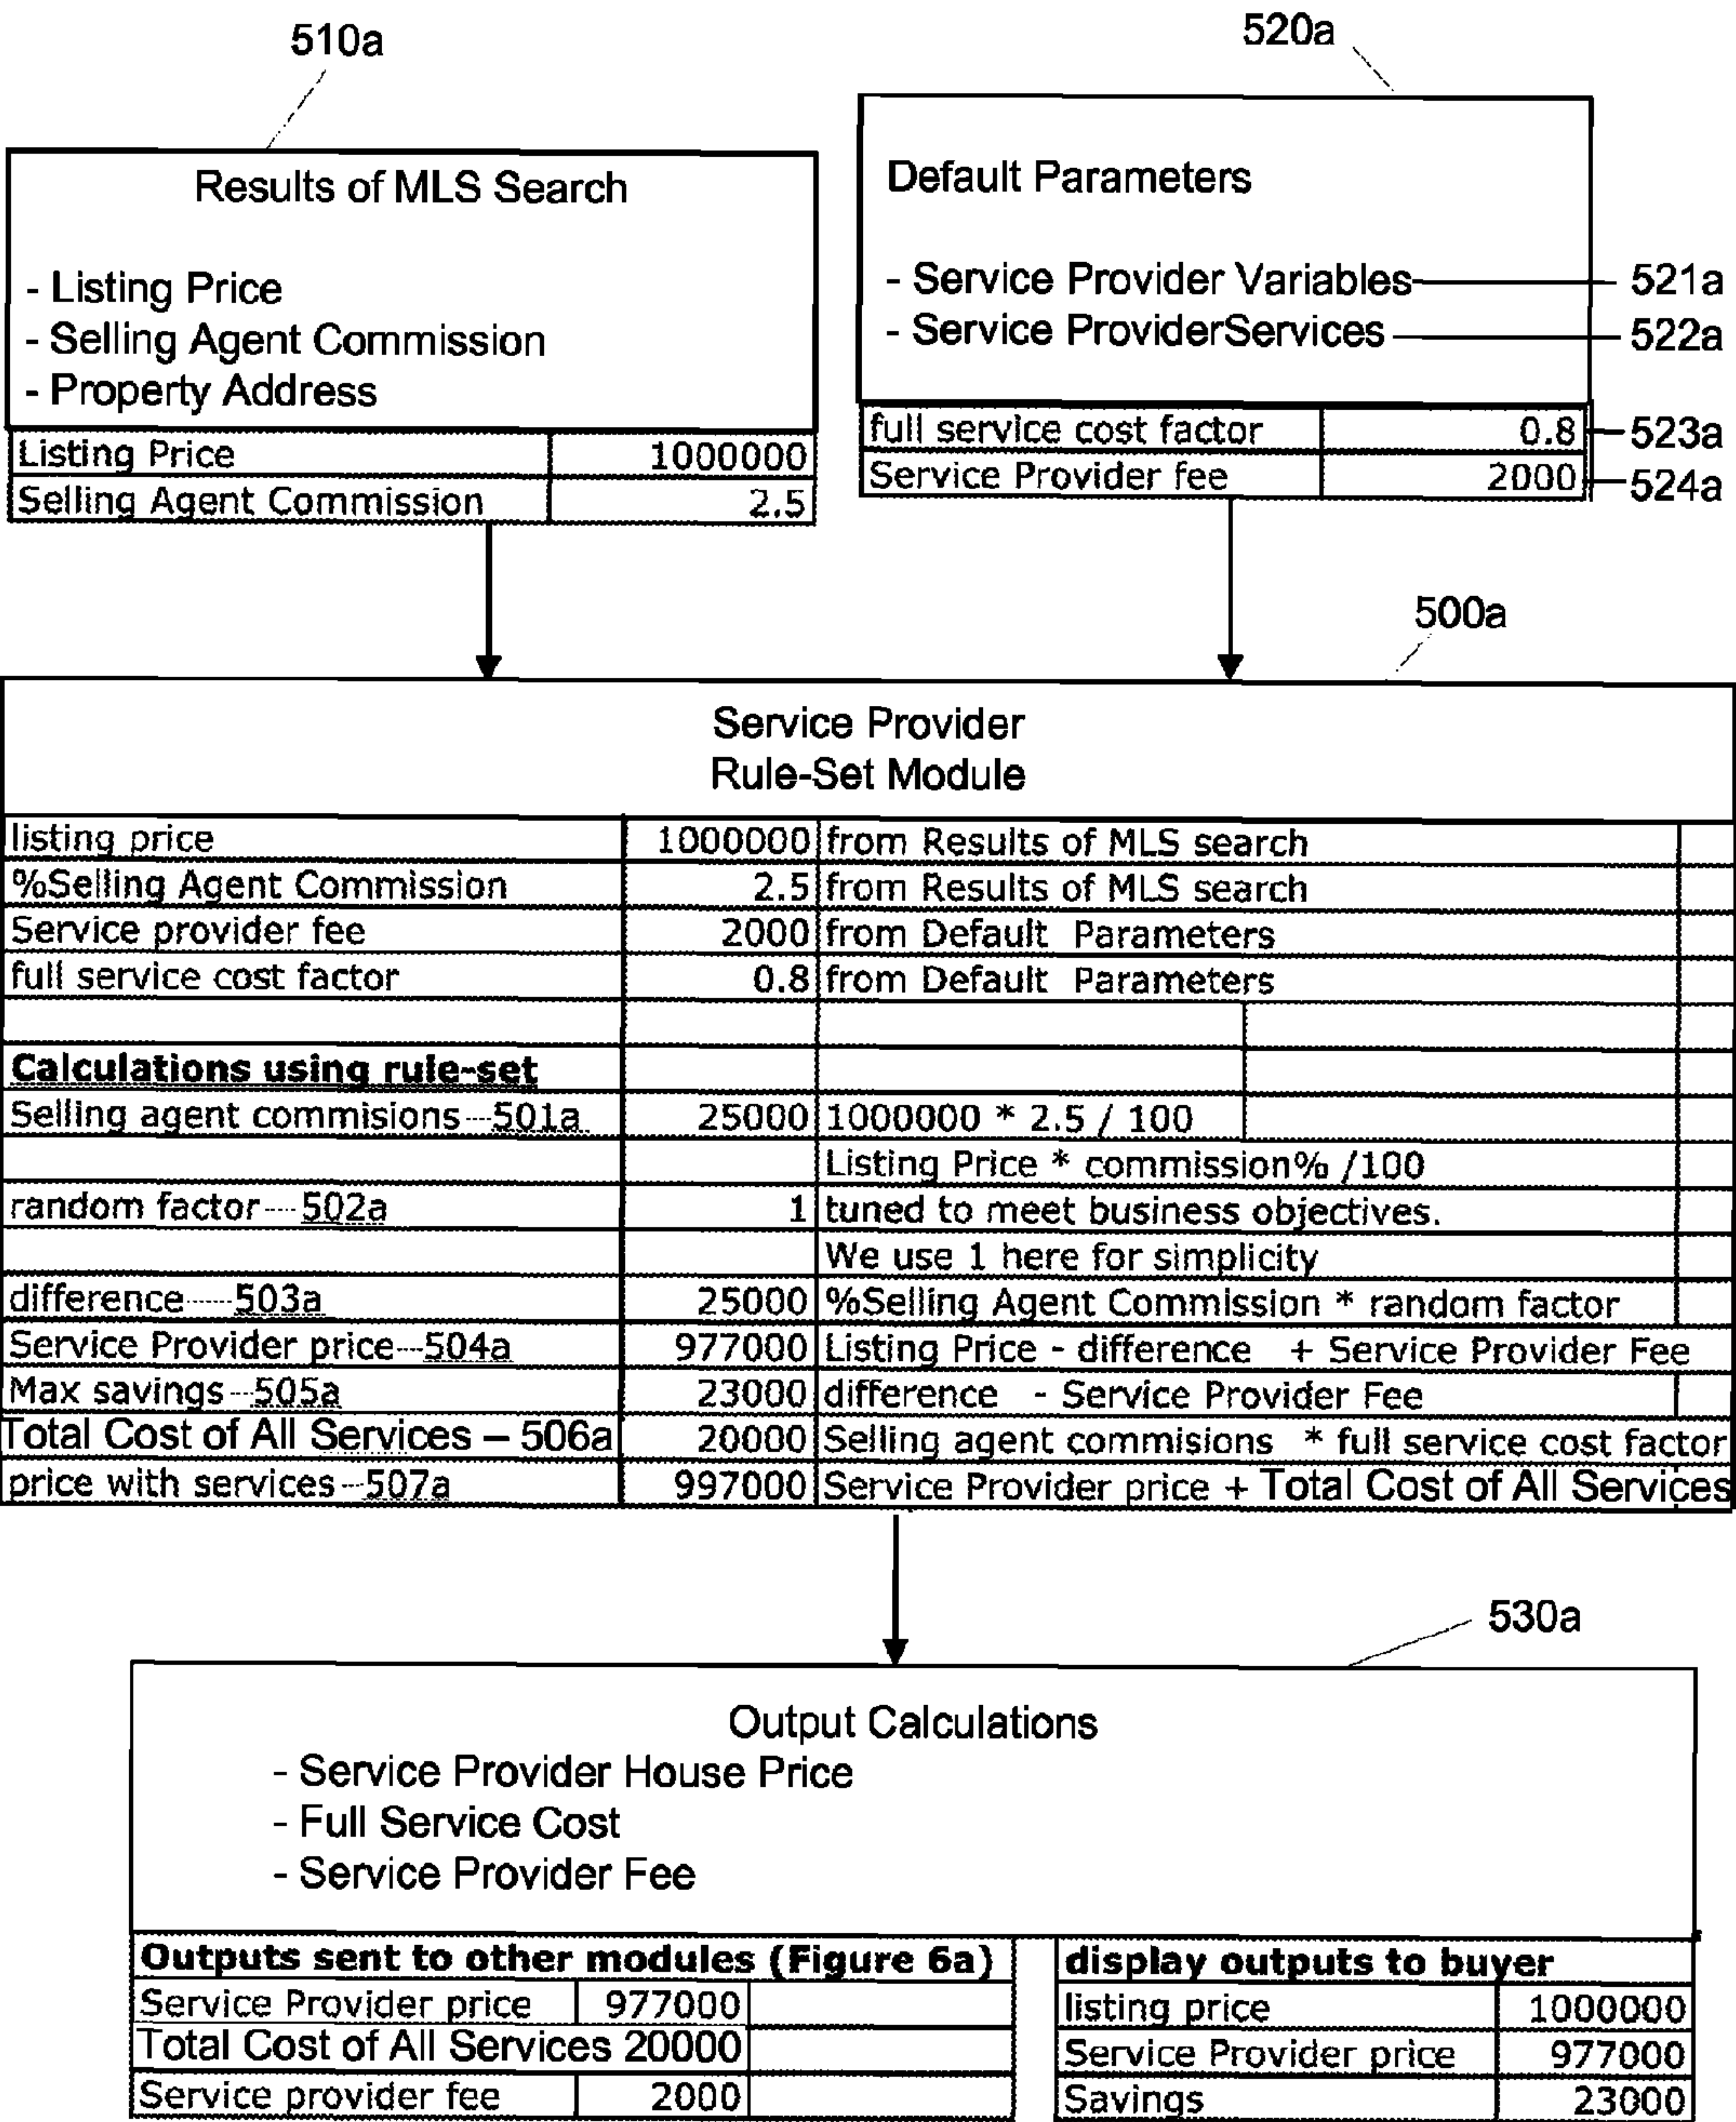 510a
520a
Results of MLS Search
- Listing Price
- Selling Agent Commission
- Property Address
Listing Price 1000000
Selling Agent Commission 2.5
Default Parameters
- Service Provider Variables 521a
- Service ProviderServices 522a
full service cost factor 0.8 523a
Service Provider fee 2000 524a
500a
Service Provider
Rule-Set Module
listing price 1000000 from Results of MLS search
%Selling Agent Commission 2.5 from Results of MLS search
Service provider fee 2000 from Default Parameters
full service cost factor 0.8 from Default Parameters
Calculations using rule-set
Selling agent commisions 501a 25000 1000000 * 2.5 / 100
Listing Price * commission% /100
random factor 502a 1 tuned to meet business objectives.
We use 1 here for simplicity
difference 503a 25000 %Selling Agent Commission * random factor
Service Provider price 504a 977000 Listing Price - difference + Service Provider Fee
Max savings 505a 23000 difference - Service Provider Fee
Total Cost of All Services – 506a 20000 Selling agent commisions * full service cost factor
price with services 507a 997000 Service Provider price + Total Cost of All Services
530a
Output Calculations
- Service Provider House Price
- Full Service Cost
- Service Provider Fee
Outputs sent to other modules (Figure 6a)
Service Provider price 977000
Total Cost of All Services 20000
Service provider fee 2000
display outputs to buyer
listing price 1000000
Service Provider price 977000
Savings 23000